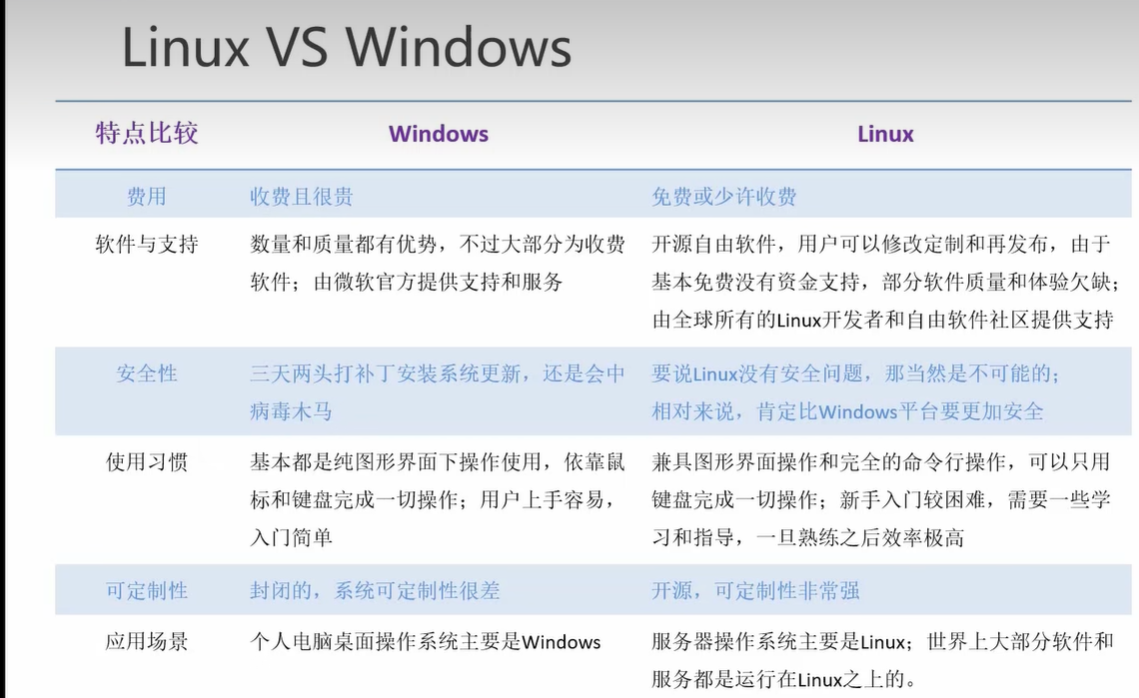 Linux VS Windows
特点比较 Windows Linux
费用 收费且很贵 免费或少许收费
软件与支持 数量和质量都有优势，不过大部分为收费 开源自由软件，用户可以修改定制和再发布，由于
软件；由微软官方提供支持和服务 基本免费没有资金支持，部分软件质量和体验欠缺；
由全球所有的Linux开发者和自由软件社区提供支持
安全性 三天两头打补丁安装系统更新，还是会中 要说Linux没有安全问题，那当然是不可能的；
病毒木马 相对来说，肯定比Windows平台要更加安全
使用习惯 基本都是纯图形界面下操作使用，依靠鼠 兼具图形界面操作和完全的命令行操作，可以只用
标和键盘完成一切操作；用户上手容易， 键盘完成一切操作；新手入门较困难，需要一些学
入门简单 习和指导，一旦熟练之后效率极高
可定制性 封闭的，系统可定制性很差 开源，可定制性非常强
应用场景 个人电脑桌面操作系统主要是Windows 服务器操作系统主要是Linux；世界上大部分软件和
服务都是运行在Linux之上的。